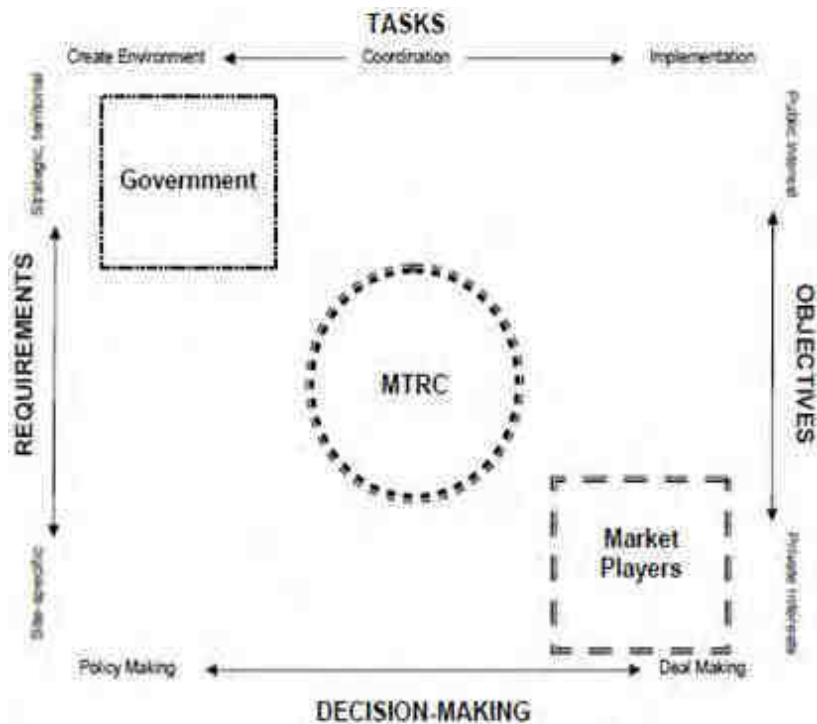 TASKS
Create Environment
Coordination
Implementation
Strategic, territorial
Public Interest
Government
REQUIREMENTS
MTRC
OBJECTIVES
Market
Players
Site-specific
Private Interests
Policy Making
Deal Making
DECISION-MAKING